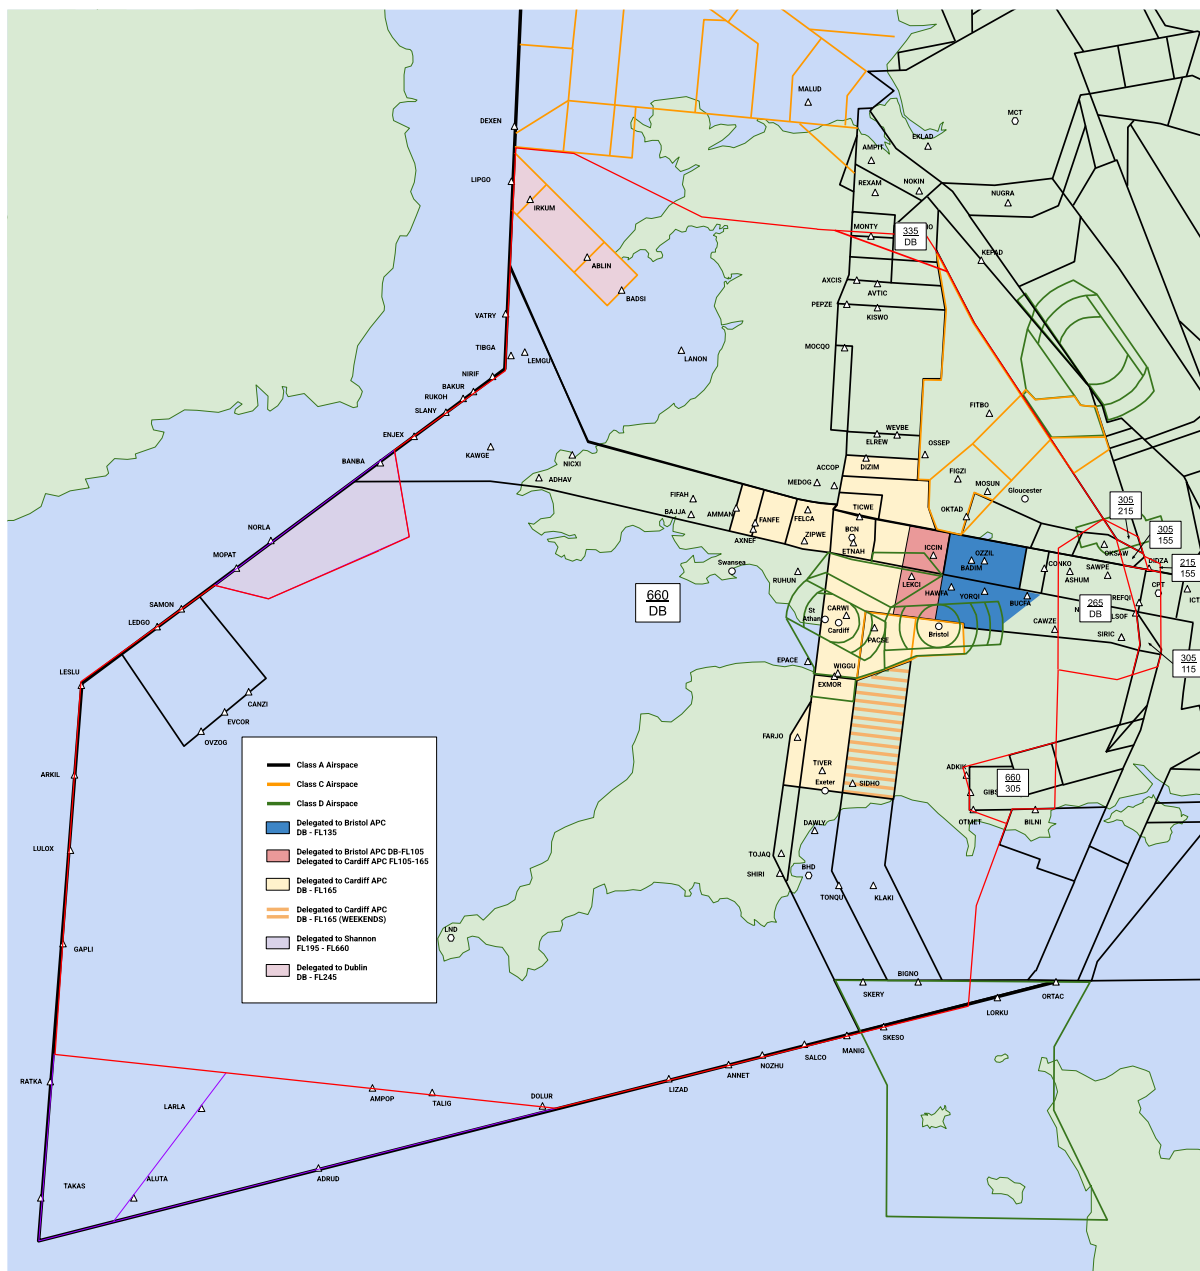 MALUD
MCT
DEXEN
EKLAD
AMPIT
LIPGO
REXAM
NOKIN
NUGRA
IRKUM
MONTY
335
DB
KEPAD
ABLIN
AXCIS
AVTIC
BADSI
PEPZE
KISWO
VATRY
TIBGA
LEMGU
LANON
MOCQO
NIRIF
BAKUR
RUKOH
SLANY
FITBO
ENJEX
WEVBE
ELREW
OSSEP
KAWGE
BANBA
NICXI
ACCOP
DIZIM
ADHAV
MEDOG
FIGZI
MOSUN
Gloucester
FIFAH
BAJJA
AMMAN
FELCA
TICWE
OKTAD
305
215
FANFE
NORLA
AXNEF
ZIPWE
BCN
ETNAH
ICCIN
OZZIL
BADIM
OKSAW
305
155
MOPAT
Swansea
RUHUN
LEKCI
HAWFA
YORQI
CONKO
ASHUM
SAWPE
DIDZA
CPT
215
155
SAMON
660
DB
St
Athan
CARWI
Cardiff
PACSE
Bristol
BUCFA
265
DB
REFQI
LEDGO
CAWZE
SIRIC
305
115
LESLU
EPACE
WIGGU
EXMOR
CANZI
EVCOR
OVZOG
FARJO
ARKIL
TIVER
Exeter
SIDHO
ADKIK
660
305
OTMET
BILNI
DAWLY
LULOX
TOJAQ
SHIRI
BHD
TONQU
KLAKI
Class A Airspace
Class C Airspace
Class D Airspace
Delegated to Bristol APC
DB - FL135
Delegated to Bristol APC DB-FL105
Delegated to Cardiff APC FL105-165
Delegated to Cardiff APC
DB - FL165
Delegated to Cardiff APC
DB - FL165 (WEEKENDS)
Delegated to Shannon
FL195 - FL660
Delegated to Dublin
DB - FL245
LND
GAPLI
BIGNO
SKERY
ORTAC
LORKU
SKESO
MANIG
SALCO
NOZHU
ANNET
LIZAD
RATKA
AMPOP
TALIG
DOLUR
LARLA
ADRUD
ALUTA
TAKAS